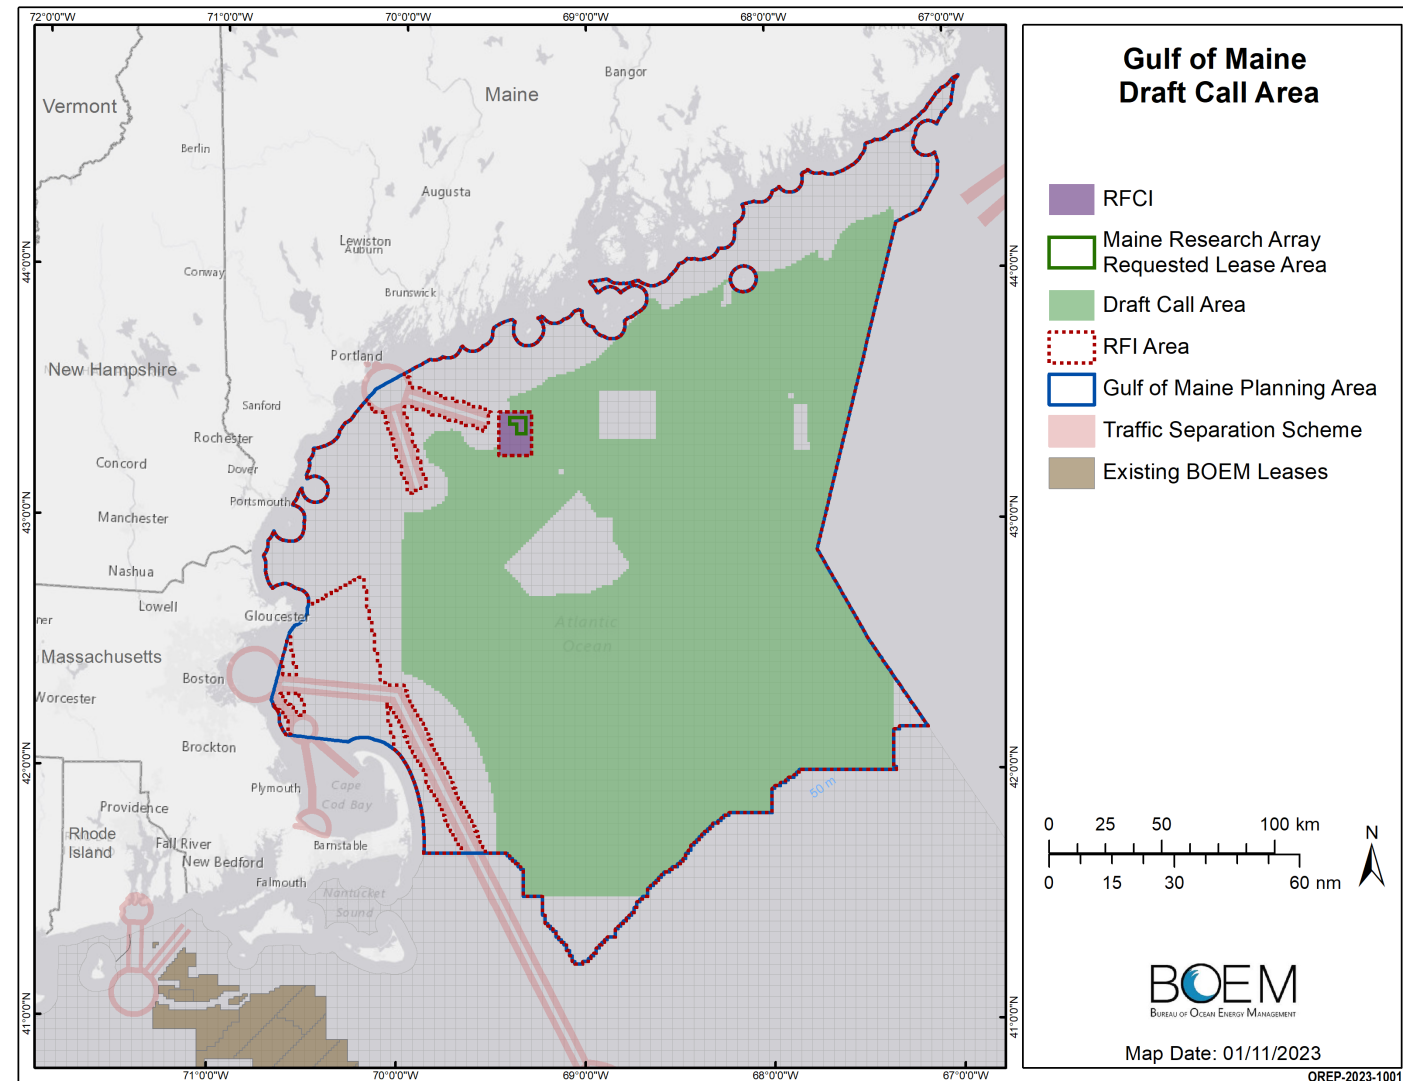 72°0'0"W
71°0'0"W
70°0'0"W
69°0'0"W
68°0'0"W
67°0'0"W
Bangor
Maine
Vermont
Berlin
Augusta
Lewiston
Auburn
44°0'0"N
44°0'0"N
Conway
Brunswick
Portland
New Hampshire
Sanford
Rochester
Concord
Dover
Portsmouth
43°0'0"N
43°0'0"N
Manchester
Nashua
Lowell
ner
Gloucester
Atlantic
Ocean
Massachusetts
Boston
Worcester
Brockton
42°0'0"N
42°0'0"N
50 m
Plymouth
Cape
Cod Bay
Providence
Rhode
Island
Fall River
Barnstable
New Bedford
Falmouth
Nantucket
Sound
41°0'0"N
41°0'0"N
71°0'0"W
70°0'0"W
69°0'0"W
68°0'0"W
67°0'0"W
Gulf of Maine
Draft Call Area
RFCI
Maine Research Array
Requested Lease Area
Draft Call Area
RFI Area
Gulf of Maine Planning Area
Traffic Separation Scheme
Existing BOEM Leases
0 25 50 100 km
N
0 15 30 60 nm
BOEM
Bureau of Ocean Energy Management
Map Date: 01/11/2023
OREP-2023-1001